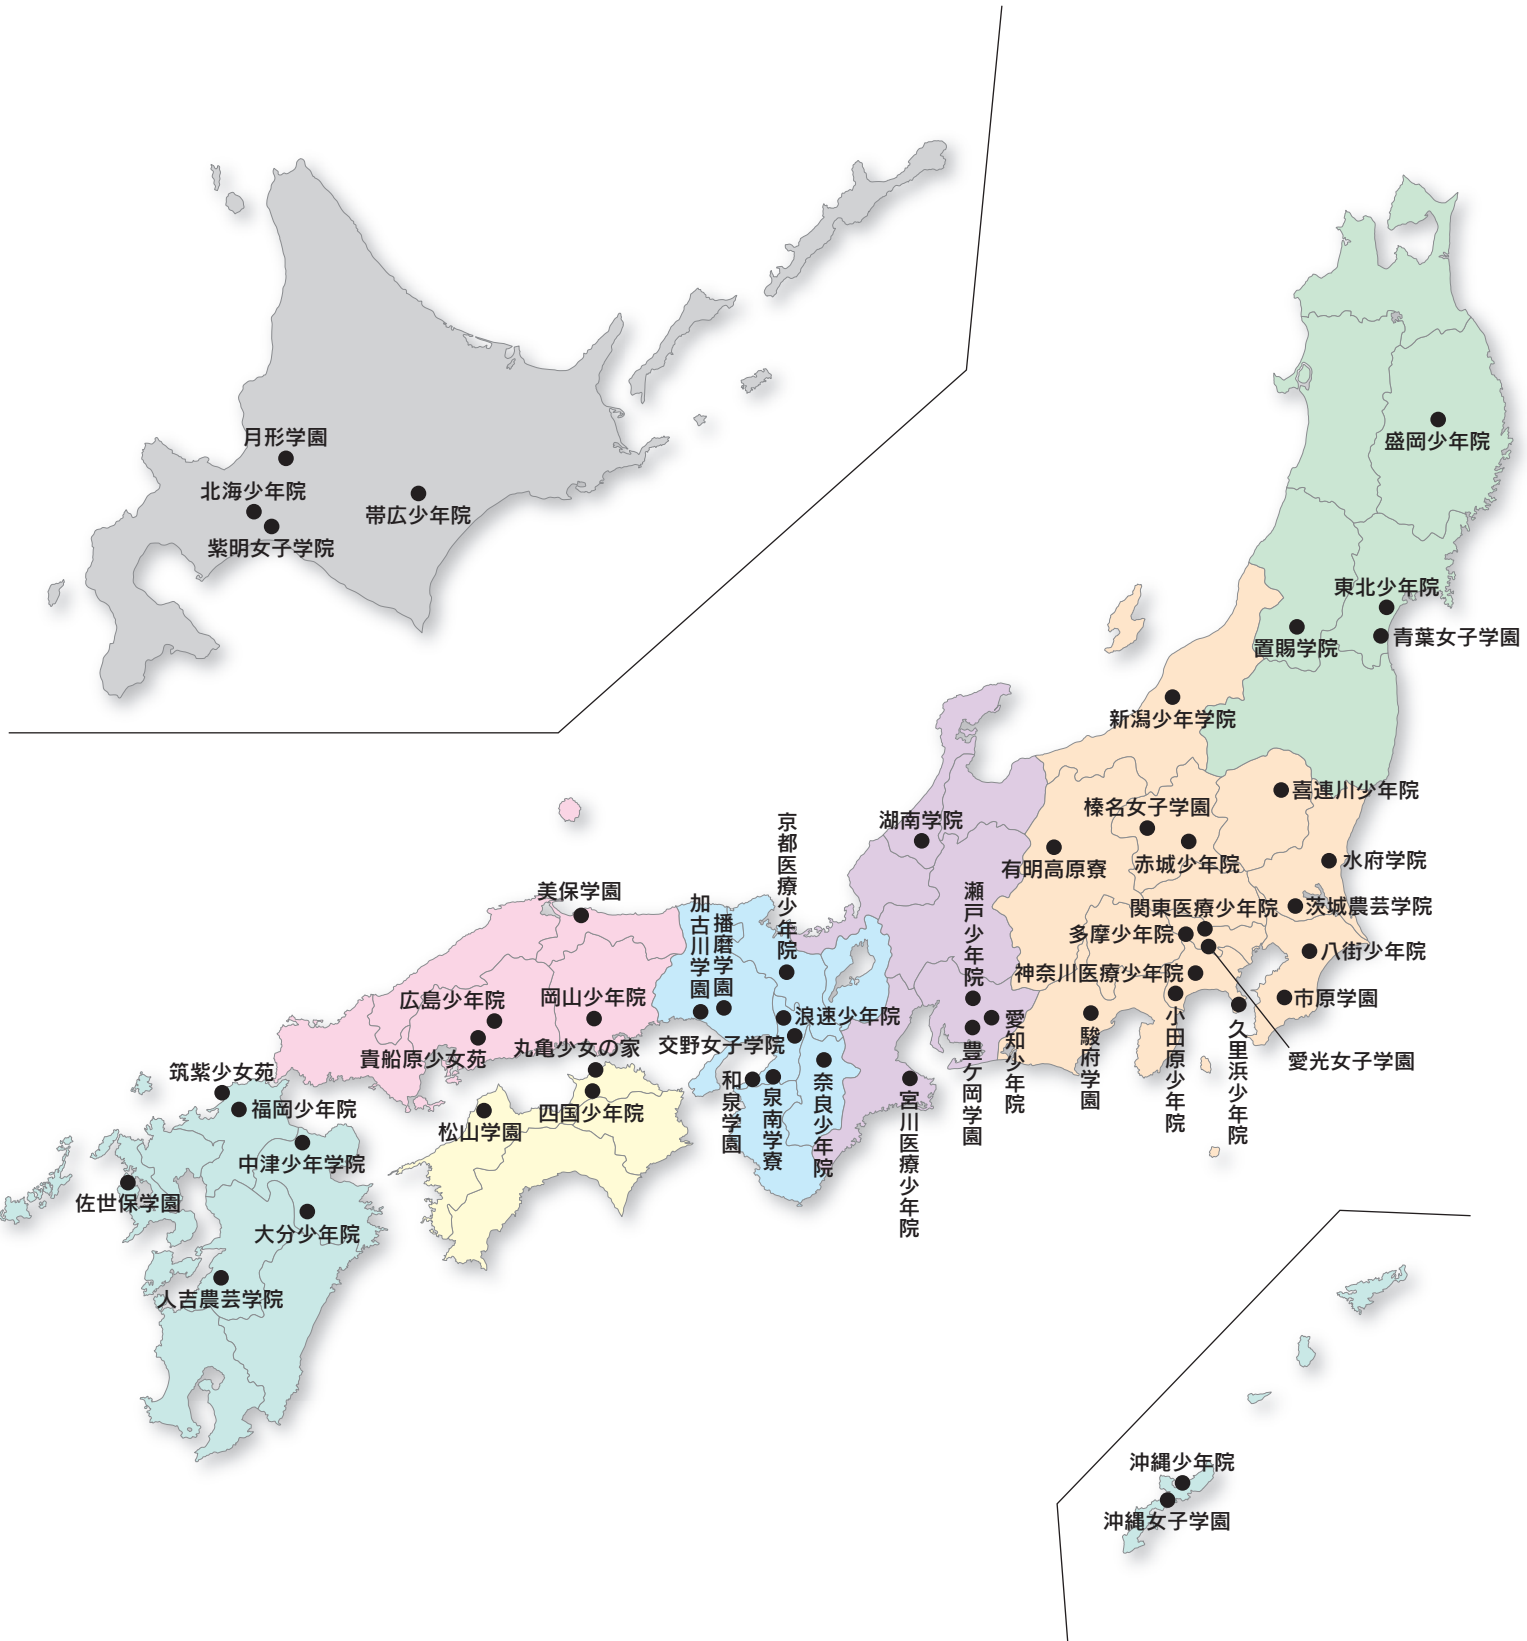 月形学園
北海少年院
紫明女子学院
帯広少年院
盛岡少年院
東北少年院
青葉女子学園
置賜学院
新潟少年学院
喜連川少年院
榛名女子学園
赤城少年院
有明高原寮
水府学院
茨城農芸学院
関東医療少年院
多摩少年院
八街少年院
神奈川医療少年院
市原学園
小田原少年院
久里浜少年院
愛光女子学園
駿府学園
湖南学院
瀬戸少年院
愛知少年院
豊ケ岡学園
宮川医療少年院
京都医療少年院
加古川学園
播磨学園
浪速少年院
交野女子学院
和泉学園
泉南学寮
奈良少年院
美保学園
広島少年院
岡山少年院
貴船原少女苑
丸亀少女の家
四国少年院
松山学園
筑紫少女苑
福岡少年院
中津少年学院
佐世保学園
大分少年院
人吉農芸学院
沖縄少年院
沖縄女子学園